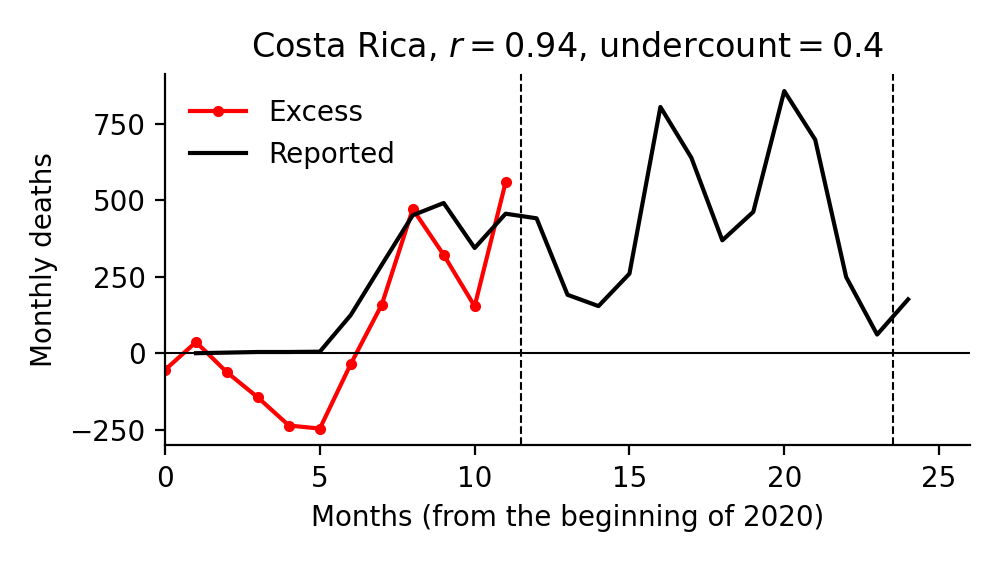 Costa Rica, r = 0.94, undercount = 0.4
Excess
Reported
Monthly deaths
750
500
250
0
−250
0 5 10 15 20 25
Months (from the beginning of 2020)